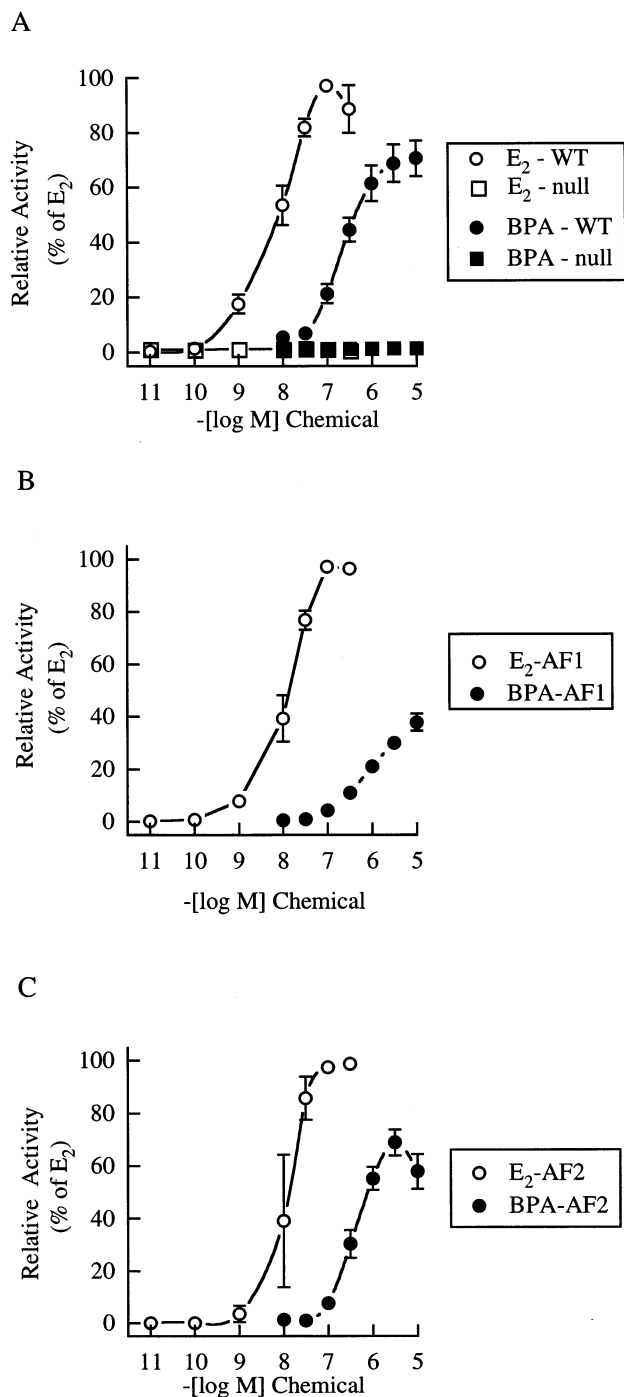 A
Relative Activity
(% of E2)
100
80
60
40
20
0
11 10 9 8 7 6 5
-[log M] Chemical
E2 - WT
E2 - null
BPA - WT
BPA - null
B
Relative Activity
(% of E2)
100
80
60
40
20
0
11 10 9 8 7 6 5
-[log M] Chemical
E2-AF1
BPA-AF1
C
Relative Activity
(% of E2)
100
80
60
40
20
0
11 10 9 8 7 6 5
-[log M] Chemical
E2-AF2
BPA-AF2